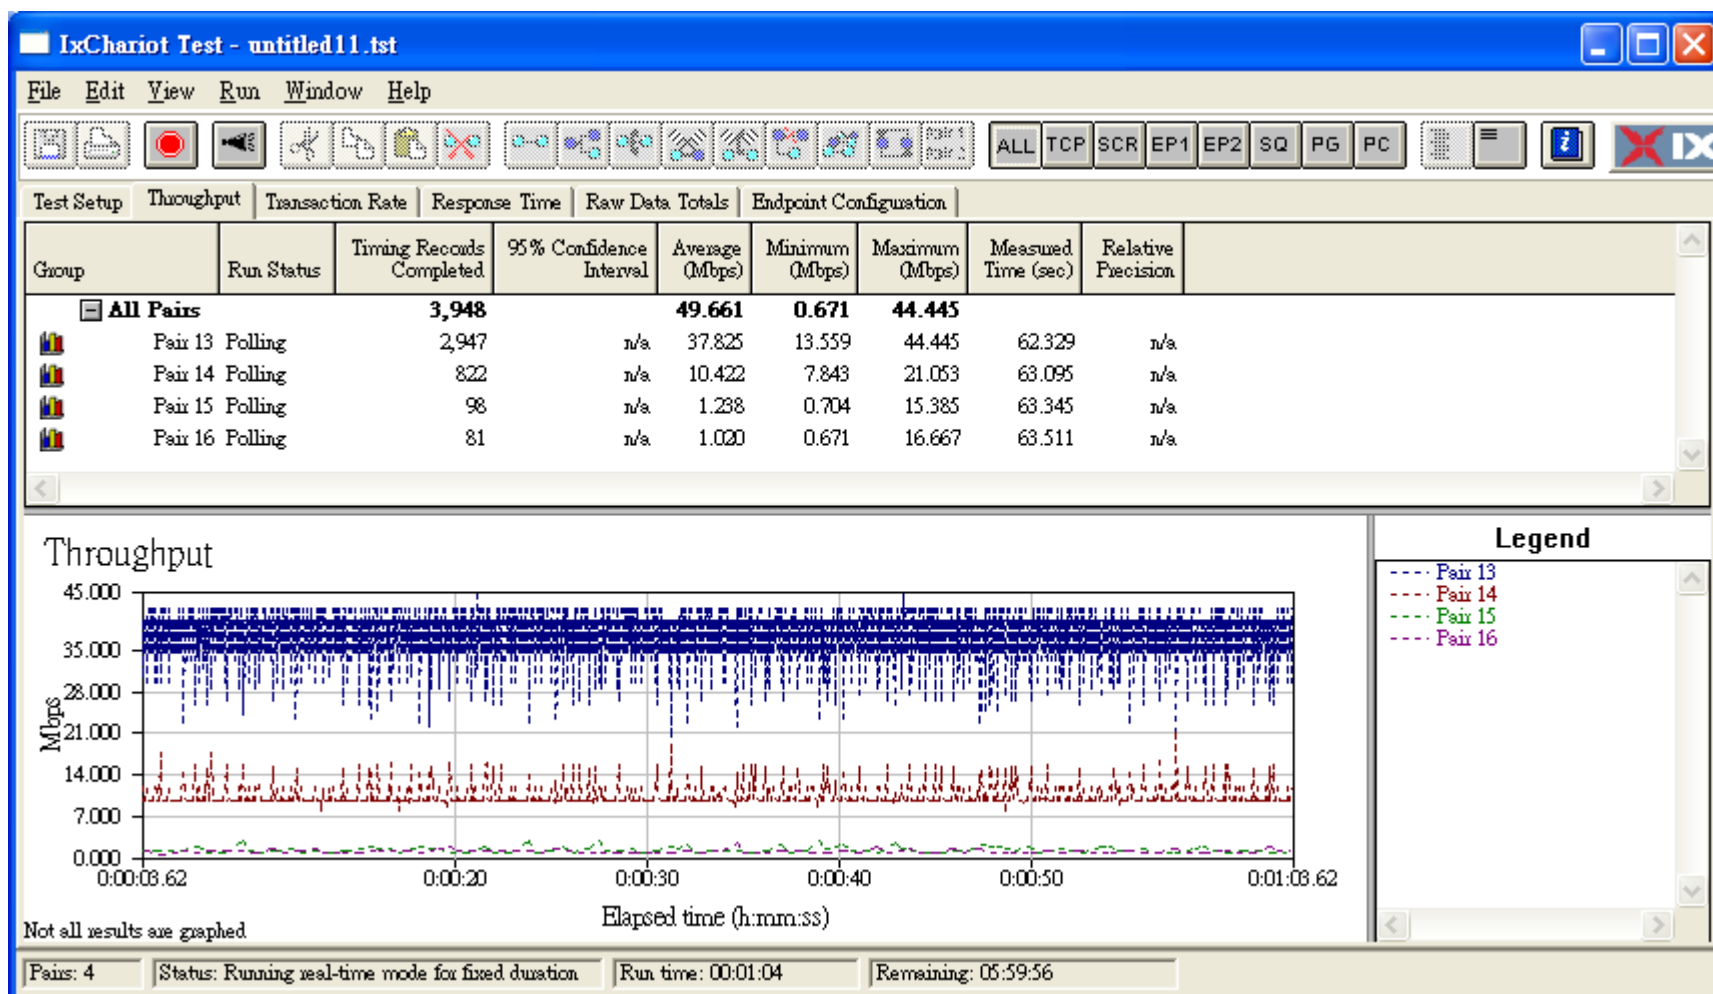 IxChariot Test - untitled11.tst
File Edit View Run Window Help
ALL TCP SCR EP1 EP2 SQ PG PC IX
Test Setup Throughput Transaction Rate Response Time Raw Data Totals Endpoint Configuration
Group Run Status Timing Records Completed 95% Confidence Interval Average (Mbps) Minimum (Mbps) Maximum (Mbps) Measured Time (sec) Relative Precision
All Pairs 3,948 49.661 0.671 44.445
Pair 13 Polling 2,947 n/a 37.825 13.559 44.445 62.329 n/a
Pair 14 Polling 822 n/a 10.422 7.843 21.053 63.095 n/a
Pair 15 Polling 98 n/a 1.238 0.704 15.385 63.345 n/a
Pair 16 Polling 81 n/a 1.020 0.671 16.667 63.511 n/a
Throughput
45.000
35.000
28.000
21.000
14.000
7.000
0.000
Mbps
0:00:03.62 0:00:20 0:00:30 0:00:40 0:00:50 0:01:03.62
Elapsed time (h:mm:ss)
Not all results are graphed
Legend
Pair 13
Pair 14
Pair 15
Pair 16
Pairs: 4 Status: Running real-time mode for fixed duration Run time: 00:01:04 Remaining: 05:59:56